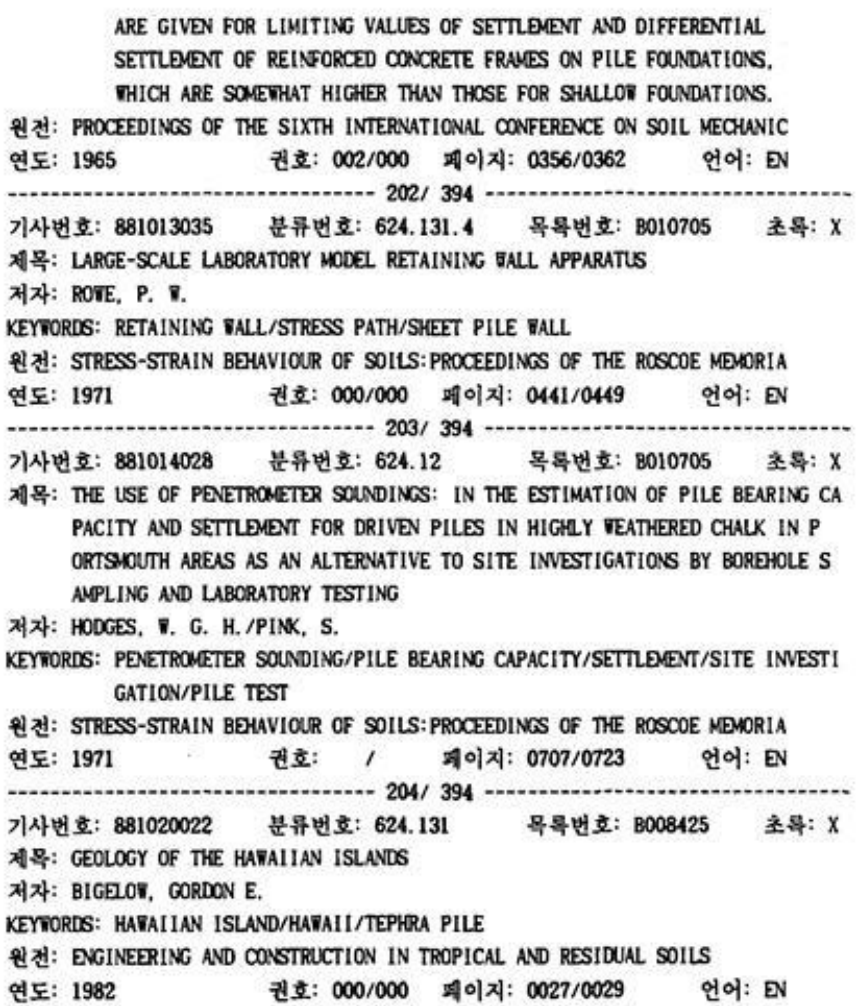 ARE GIVEN FOR LIMITING VALUES OF SETTLEMENT AND DIFFERENTIAL
SETTLEMENT OF REINFORCED CONCRETE FRAMES ON PILE FOUNDATIONS,
WHICH ARE SOMEWHAT HIGHER THAN THOSE FOR SHALLOW FOUNDATIONS.
원전: PROCEEDINGS OF THE SIXTH INTERNATIONAL CONFERENCE ON SOIL MECHANIC
연도: 1965 권호: 002/000 페이지: 0356/0362 언어: EN
---------------------------------- 202/ 394 ----------------------------------
기사번호: 881013035 분류번호: 624.131.4 목록번호: B010705 초록: X
제목: LARGE-SCALE LABORATORY MODEL RETAINING WALL APPARATUS
저자: ROWE, P. W.
KEYWORDS: RETAINING WALL/STRESS PATH/SHEET PILE WALL
원전: STRESS-STRAIN BEHAVIOUR OF SOILS:PROCEEDINGS OF THE ROSCOE MEMORIA
연도: 1971 권호: 000/000 페이지: 0441/0449 언어: EN
---------------------------------- 203/ 394 ----------------------------------
기사번호: 881014028 분류번호: 624.12 목록번호: B010705 초록: X
제목: THE USE OF PENETROMETER SOUNDINGS: IN THE ESTIMATION OF PILE BEARING CA
PACITY AND SETTLEMENT FOR DRIVEN PILES IN HIGHLY WEATHERED CHALK IN P
ORTSMOUTH AREAS AS AN ALTERNATIVE TO SITE INVESTIGATIONS BY BOREHOLE S
AMPLING AND LABORATORY TESTING
저자: HODGES, W. G. H./PINK, S.
KEYWORDS: PENETROMETER SOUNDING/PILE BEARING CAPACITY/SETTLEMENT/SITE INVESTI
GATION/PILE TEST
원전: STRESS-STRAIN BEHAVIOUR OF SOILS:PROCEEDINGS OF THE ROSCOE MEMORIA
연도: 1971 권호: / 페이지: 0707/0723 언어: EN
---------------------------------- 204/ 394 ----------------------------------
기사번호: 881020022 분류번호: 624.131 목록번호: B008425 초록: X
제목: GEOLOGY OF THE HAWAIIAN ISLANDS
저자: BIGELOW, GORDON E.
KEYWORDS: HAWAIIAN ISLAND/HAWAII/TEPHRA PILE
원전: ENGINEERING AND CONSTRUCTION IN TROPICAL AND RESIDUAL SOILS
연도: 1982 권호: 000/000 페이지: 0027/0029 언어: EN